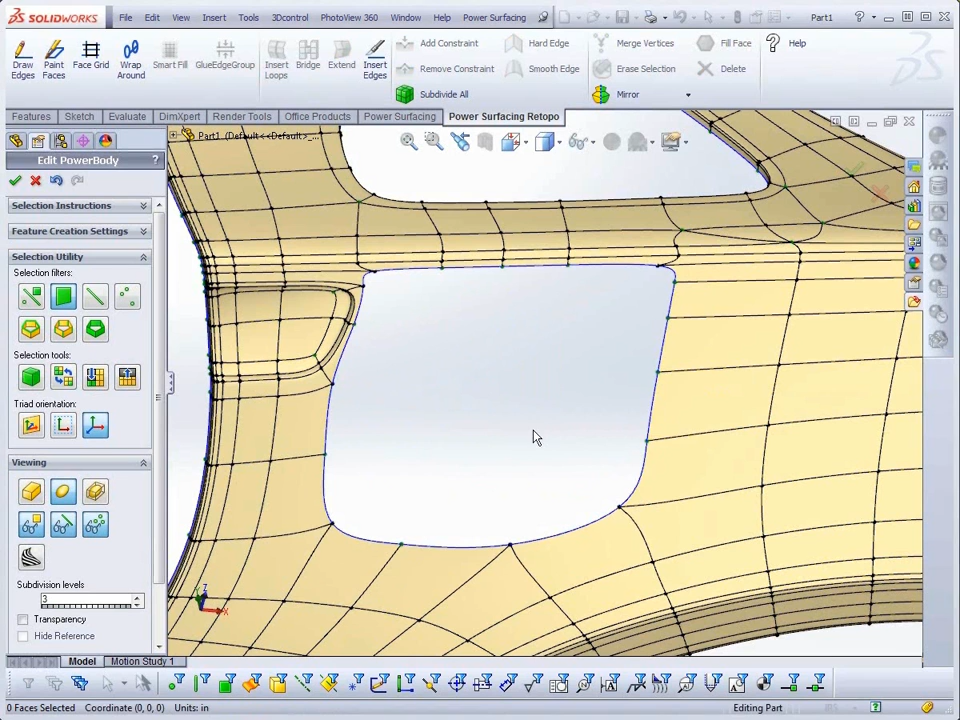 SOLIDWORKS File Edit View Insert Tools 3Dcontrol PhotoView 360 Window Help Power Surfacing Part1 ?
Draw Edges
Paint Faces
Face Grid
Wrap Around
Smart Fill
GlueEdgeGroup
Insert Loops
Bridge
Extend
Insert Edges
Add Constraint
Remove Constraint
Subdivide All
Hard Edge
Smooth Edge
Merge Vertices
Erase Selection
Mirror
Fill Face
Delete
? Help
Features Sketch Evaluate DimXpert Render Tools Office Products Power Surfacing Power Surfacing Retopo
Part1 (Default<<Default>_...
Edit PowerBody ?
Selection Instructions
Feature Creation Settings
Selection Utility
Selection filters:
Selection tools:
Triad orientation:
Viewing
Subdivision levels
3
Transparency
Hide Reference
Z
X
Model Motion Study 1
0 Faces Selected Coordinate (0, 0, 0) Units: in Editing Part ?